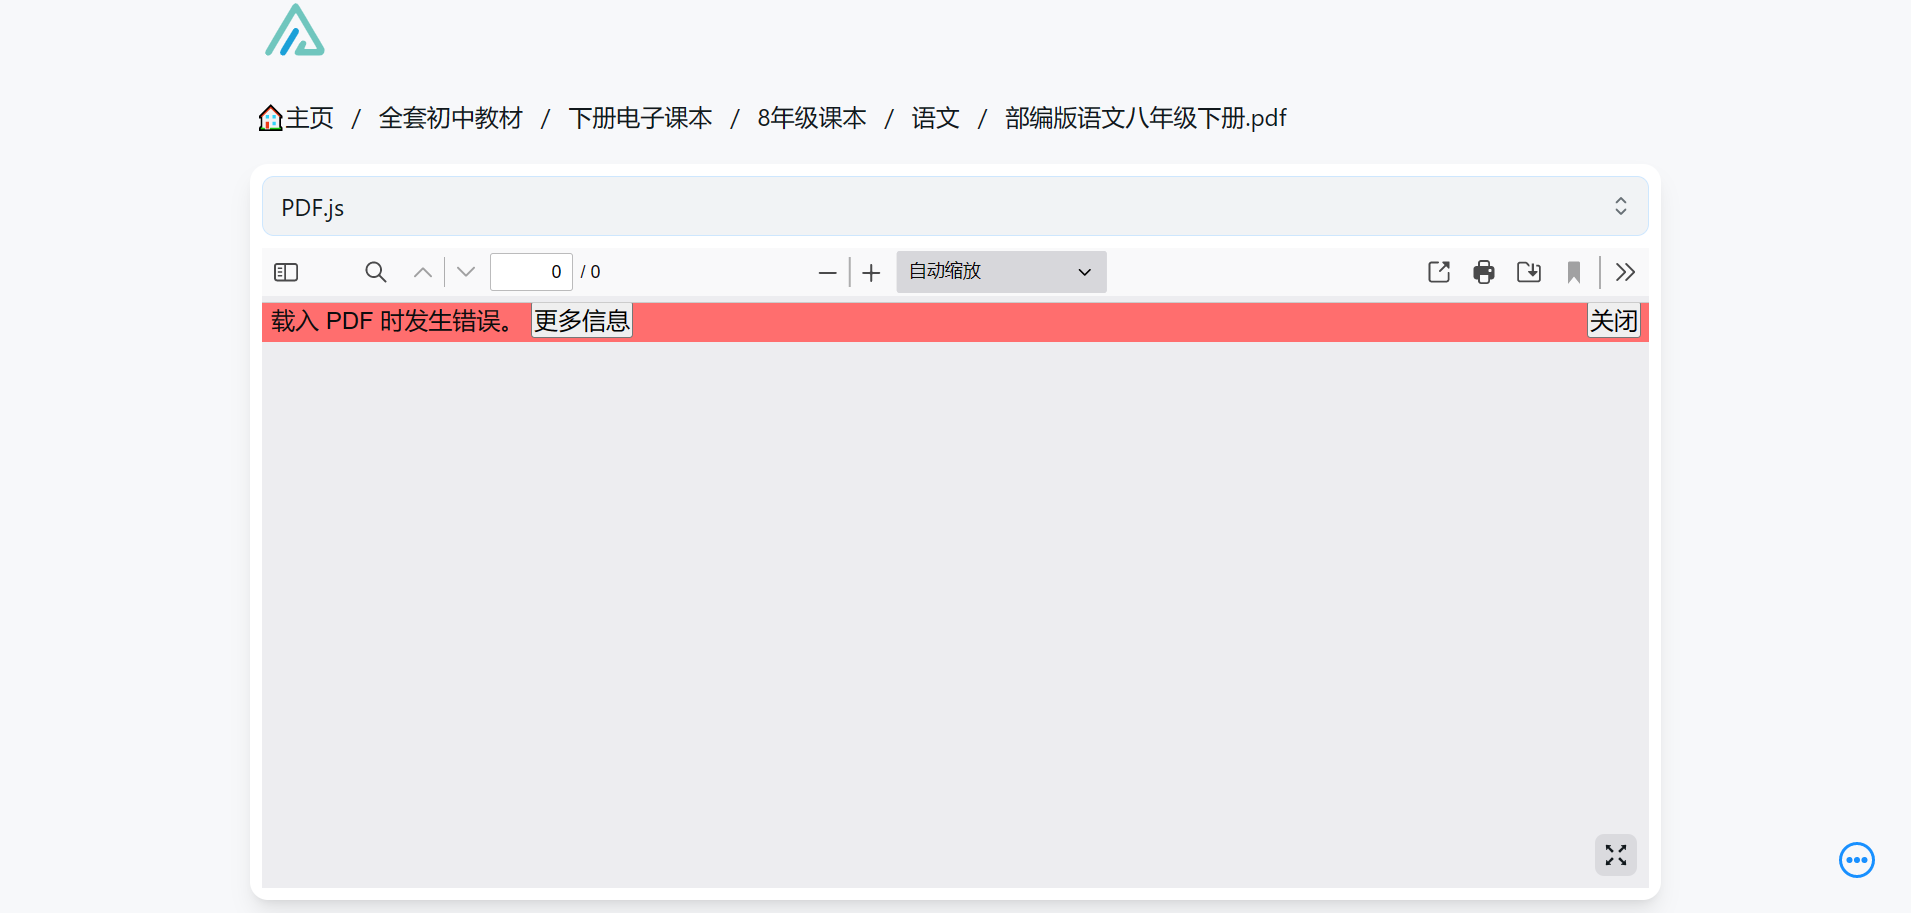 主页 / 全套初中教材 / 下册电子课本 / 8年级课本 / 语文 / 部编版语文八年级下册.pdf
PDF.js
0 / 0 自动缩放
载入 PDF 时发生错误。 更多信息 关闭